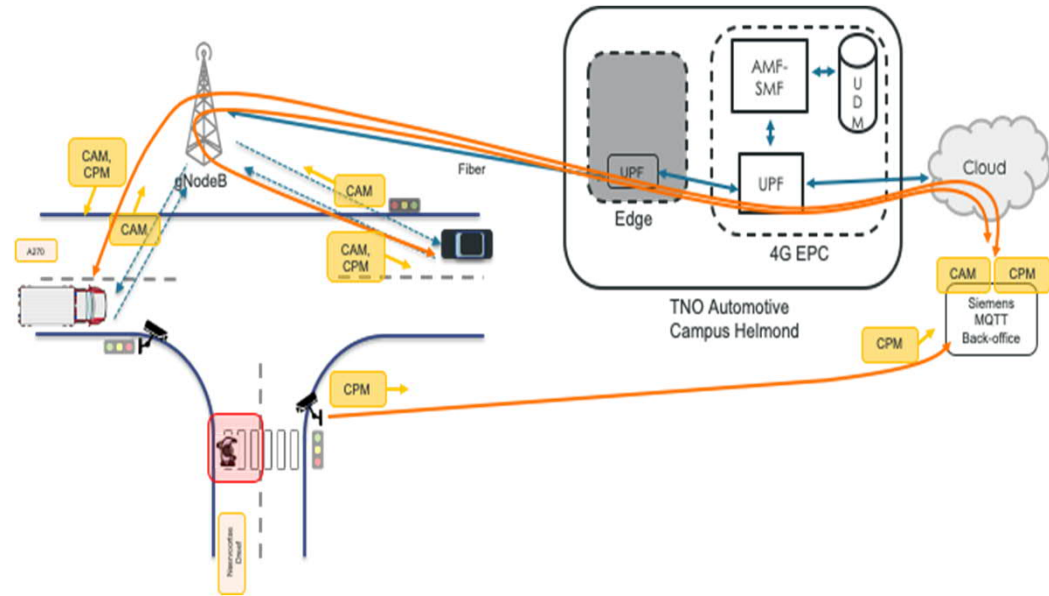 CAM,
CPM
gNodeB
CAM
CAM
CAM,
CPM
A270
Fiber
UPF
Edge
AMF-
SMF
U
D
M
UPF
4G EPC
Cloud
TNO Automotive
Campus Helmond
CAM
CPM
Siemens
MQTT
Back-office
CPM
CPM